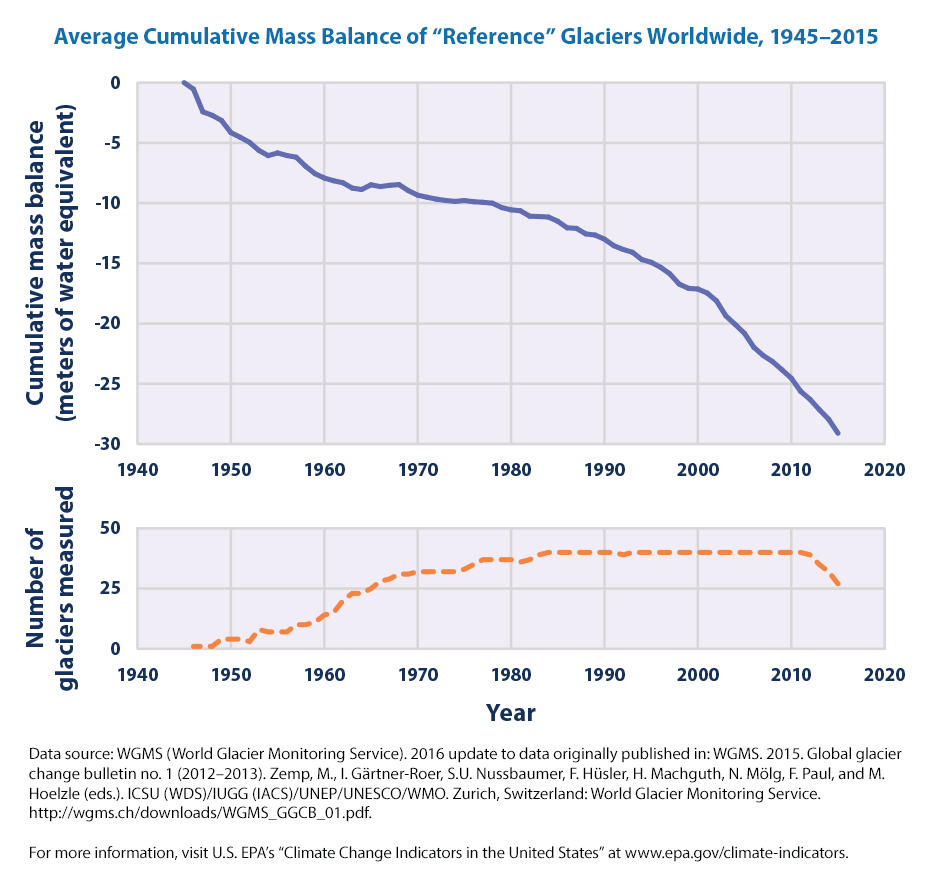 Average Cumulative Mass Balance of “Reference” Glaciers Worldwide, 1945–2015
Cumulative mass balance
(meters of water equivalent)
0
-5
-10
-15
-20
-25
-30
1940 1950 1960 1970 1980 1990 2000 2010 2020
Number of
glaciers measured
50
25
0
1940 1950 1960 1970 1980 1990 2000 2010 2020
Year
Data source: WGMS (World Glacier Monitoring Service). 2016 update to data originally published in: WGMS. 2015. Global glacier
change bulletin no. 1 (2012–2013). Zemp, M., I. Gärtner-Roer, S.U. Nussbaumer, F. Hüsler, H. Machguth, N. Mölg, F. Paul, and M.
Hoelzle (eds.). ICSU (WDS)/IUGG (IACS)/UNEP/UNESCO/WMO. Zurich, Switzerland: World Glacier Monitoring Service.
http://wgms.ch/downloads/WGMS_GGCB_01.pdf.
For more information, visit U.S. EPA’s “Climate Change Indicators in the United States” at www.epa.gov/climate-indicators.